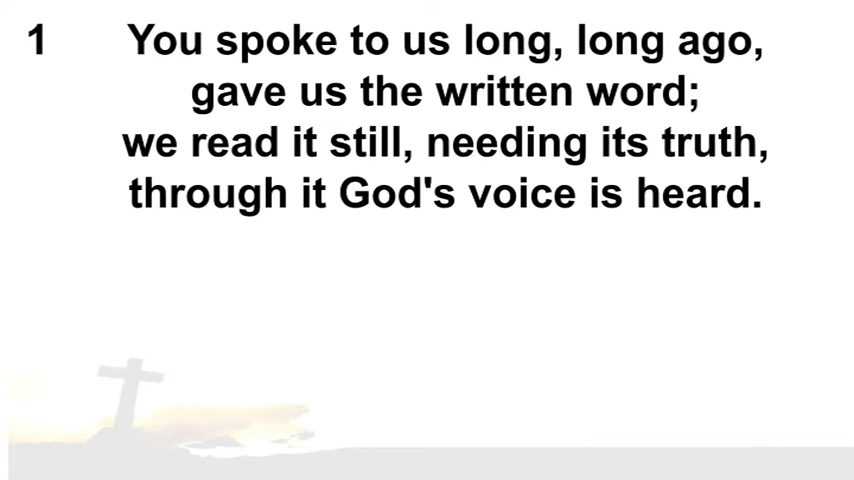 1 You spoke to us long, long ago,
gave us the written word;
we read it still, needing its truth,
through it God's voice is heard.